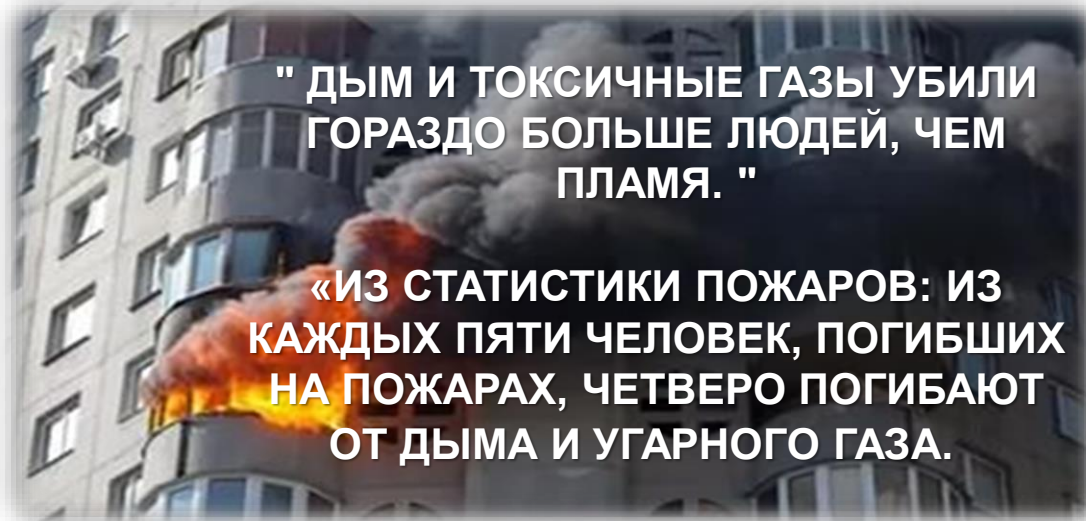 " ДЫМ И ТОКСИЧНЫЕ ГАЗЫ УБИЛИ
ГОРАЗДО БОЛЬШЕ ЛЮДЕЙ, ЧЕМ
ПЛАМЯ. "
«ИЗ СТАТИСТИКИ ПОЖАРОВ: ИЗ
КАЖДЫХ ПЯТИ ЧЕЛОВЕК, ПОГИБШИХ
НА ПОЖАРАХ, ЧЕТВЕРО ПОГИБАЮТ
ОТ ДЫМА И УГАРНОГО ГАЗА.